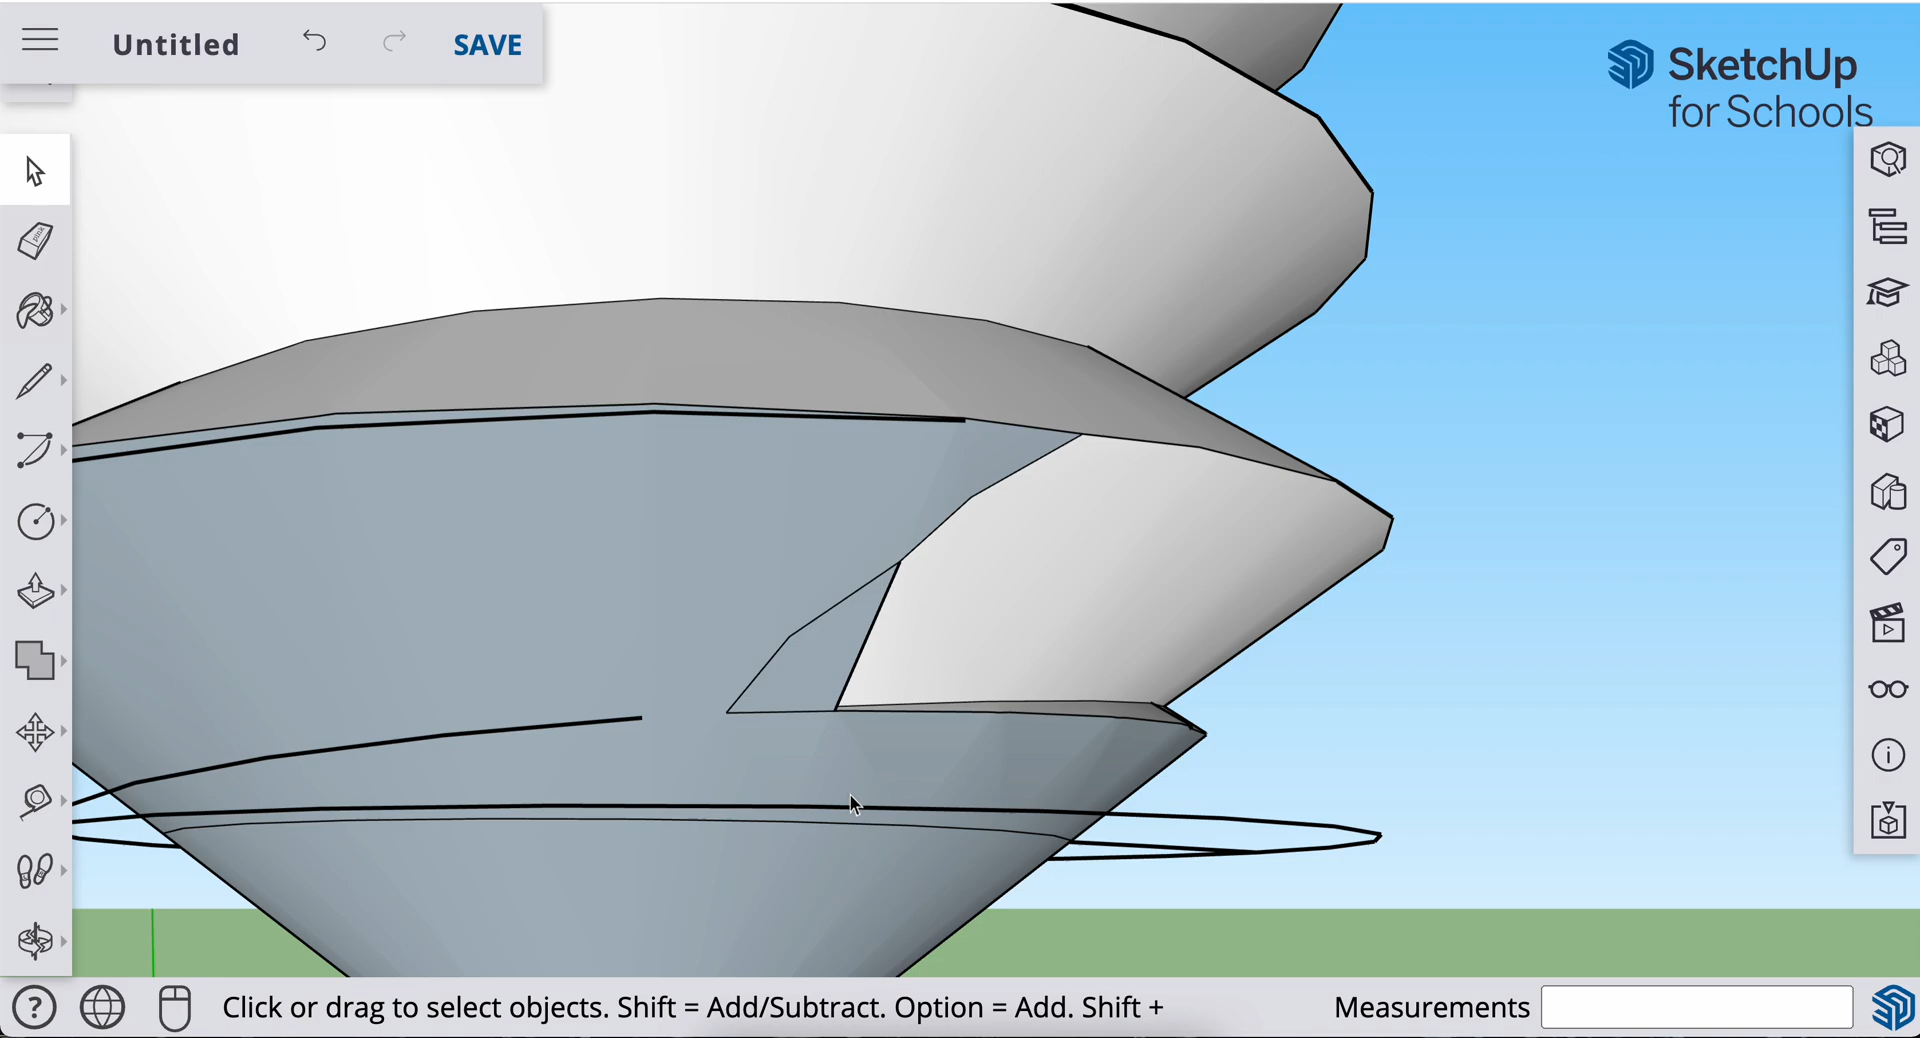 Untitled
SAVE
SketchUp
for Schools
Click or drag to select objects. Shift = Add/Subtract. Option = Add. Shift +
Measurements